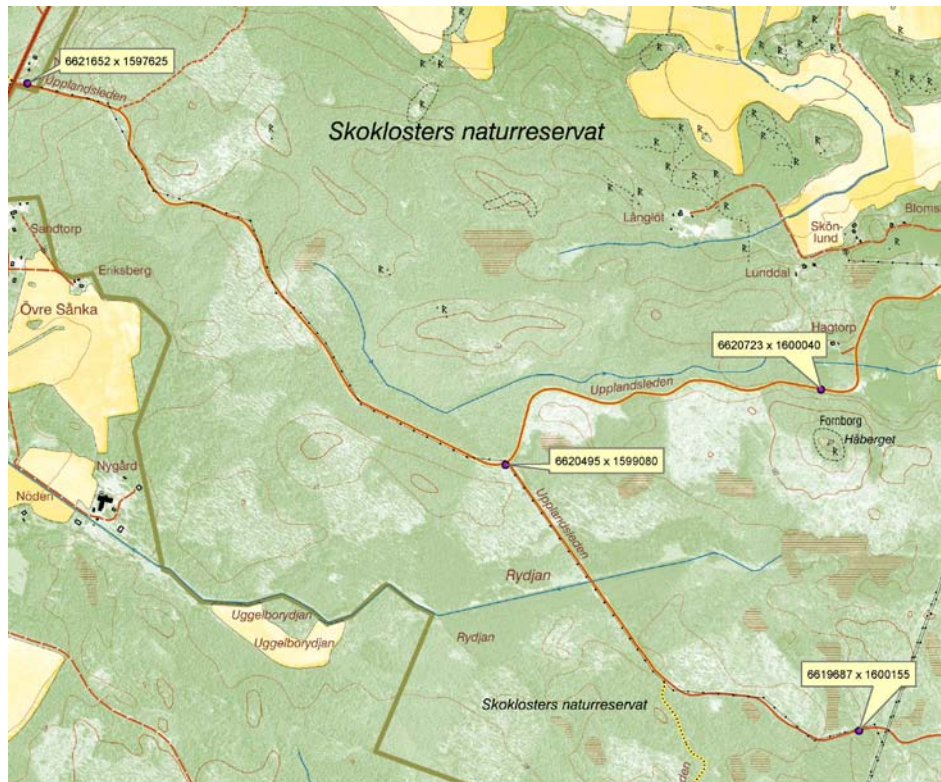 6621652 x 1597625
Upplandsleden
Skoklosters naturreservat
Långlöt
Skön-
lund
Bloms
Sandtorp
Eriksberg
Lunddal
Övre Sånka
Hagtorp
6620723 x 1600040
Upplandsleden
Fornborg
Håberget
6620495 x 1599080
Nygård
Nöden
Upplandsleden
Rydjan
Uggelborydjan
Uggelborydjan
Rydjan
6619687 x 1600155
Skoklosters naturreservat